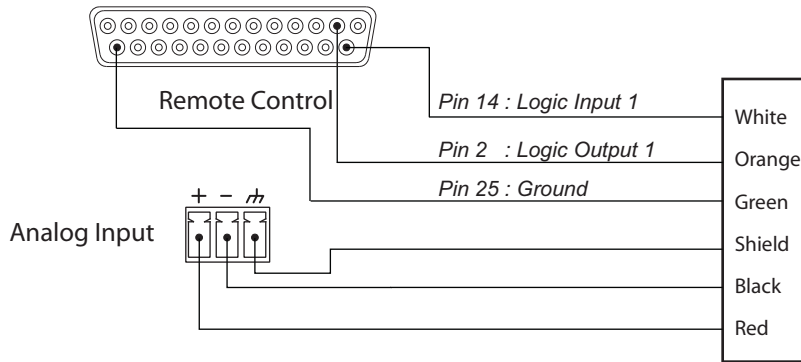 Remote Control
Pin 14 : Logic Input 1
Pin 2 : Logic Output 1
Pin 25 : Ground
+ −
Analog Input
White
Orange
Green
Shield
Black
Red